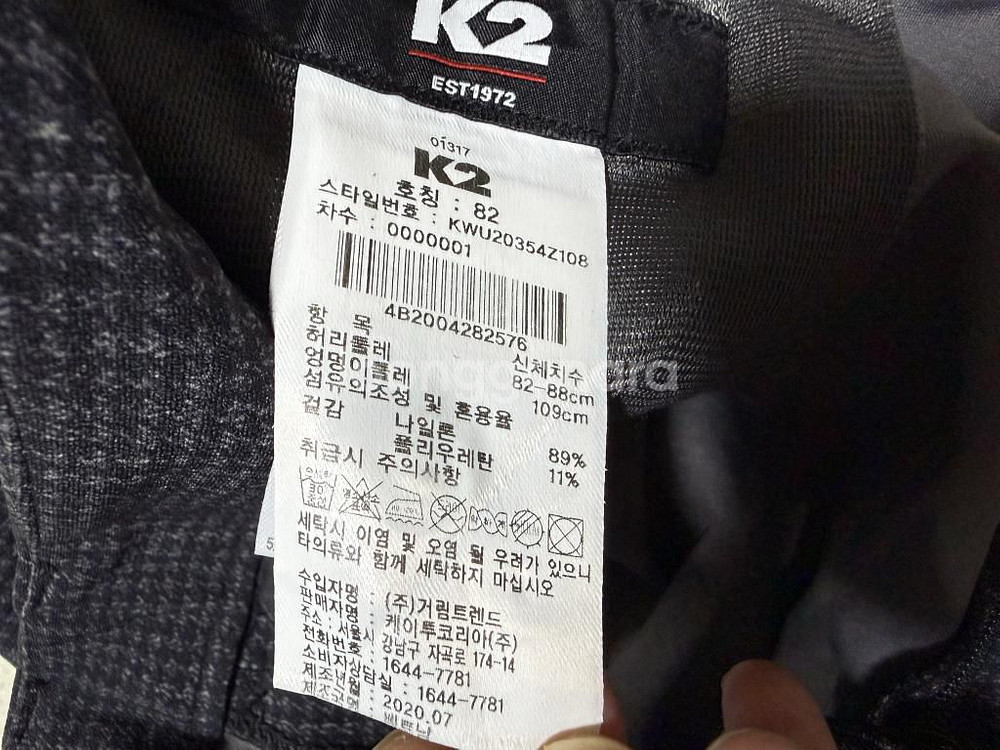 K2
EST1972
01317
K2
호칭 : 82
스타일번호 : KWU20354Z108
차수 : 0000001
4B2004282576
항 목 신체치수
허리둘레 82-88cm
엉덩이둘레 109cm
섬유의조성 및 혼용율
겉감 나일론 89%
폴리우레탄 11%
취급시 주의사항
세탁시 이염 및 오염 될 우려가 있으니
타의류와 함께 세탁하지 마십시오
수입자명 : (주)거림트렌드
판매자명 : 케이투코리아(주)
주소 : 서울시 강남구 자곡로 174-14
전화번호 : 1644-7781
소비자상담실 : 1644-7781
제조년월 : 2020.07
제조국명 : 베트남